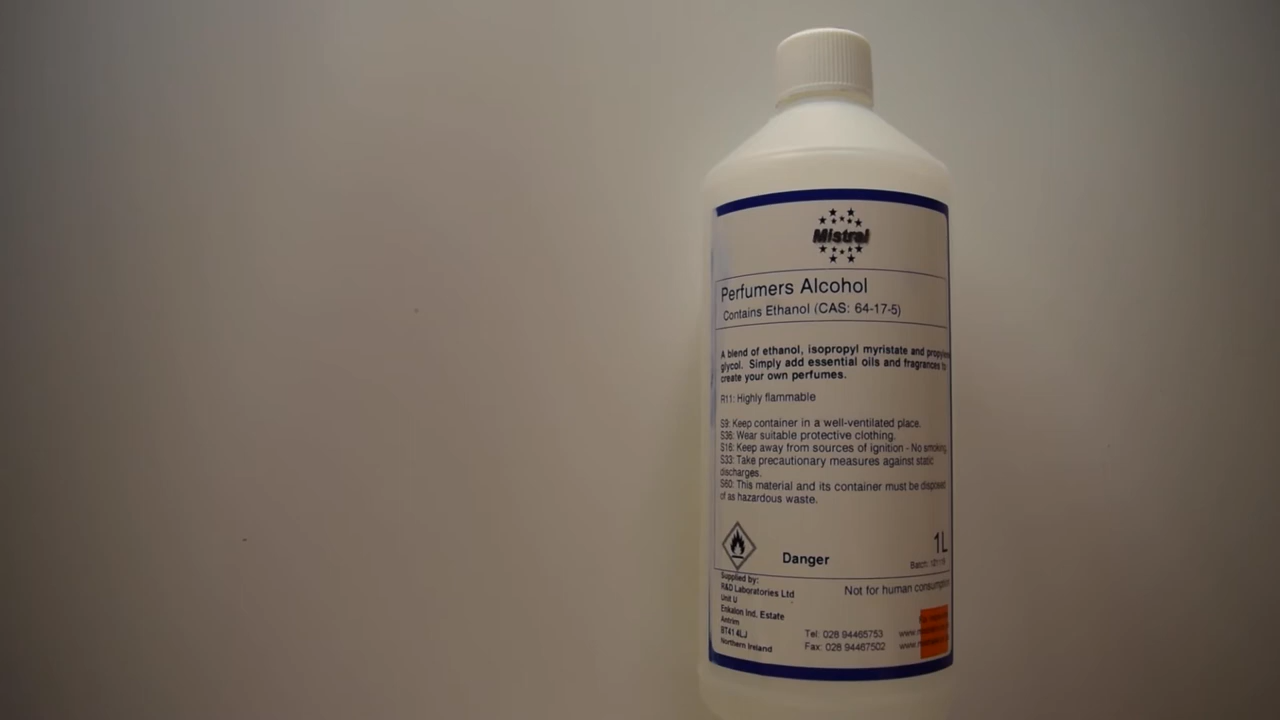 Mistral
Perfumers Alcohol
Contains Ethanol (CAS: 64-17-5)
A blend of ethanol, isopropyl myristate and propylene
glycol. Simply add essential oils and fragrances to
create your own perfumes.
R11: Highly flammable
S9: Keep container in a well-ventilated place.
S36: Wear suitable protective clothing.
S16: Keep away from sources of ignition - No smoking.
S33: Take precautionary measures against static
discharges.
S60: This material and its container must be disposed
of as hazardous waste.
Danger
1L
Batch:
Supplied by:
R&D Laboratories Ltd
Unit U
Enkalon Ind. Estate
Antrim
BT41 4LJ
Northern Ireland
Not for human consumption
Tel: 028 94465753
Fax: 028 94467502
www.
www.